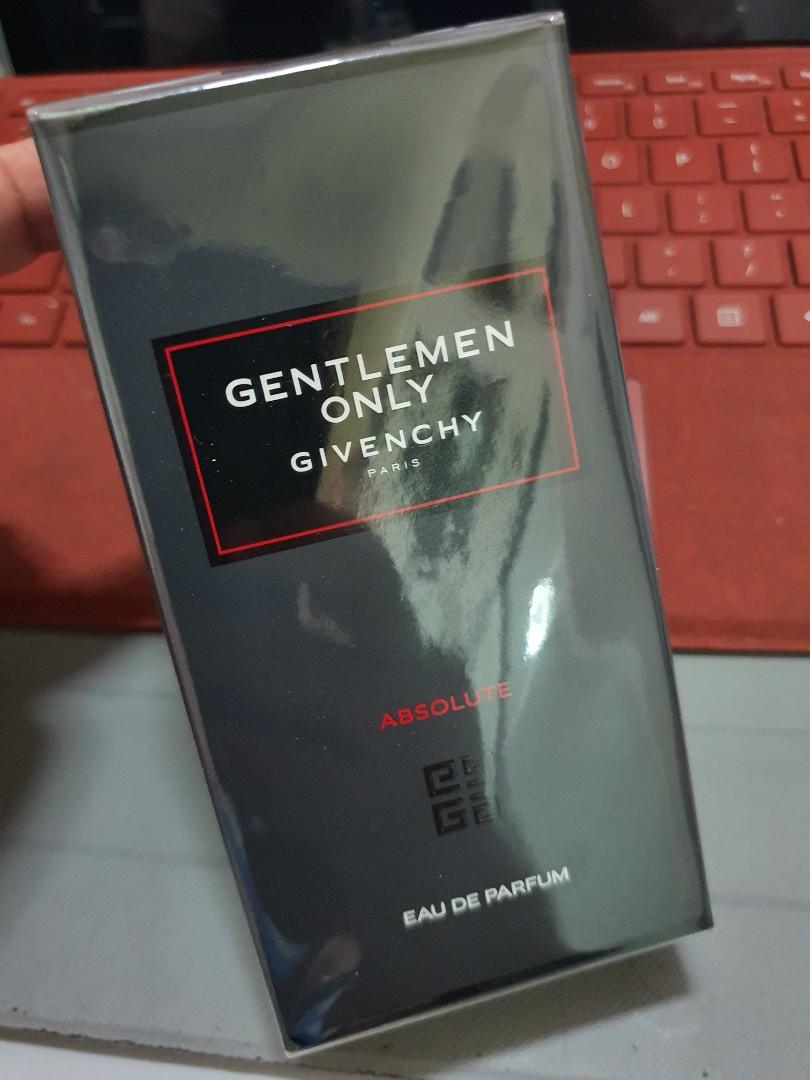 GENTLEMEN
ONLY
GIVENCHY
PARIS
ABSOLUTE
EAU DE PARFUM